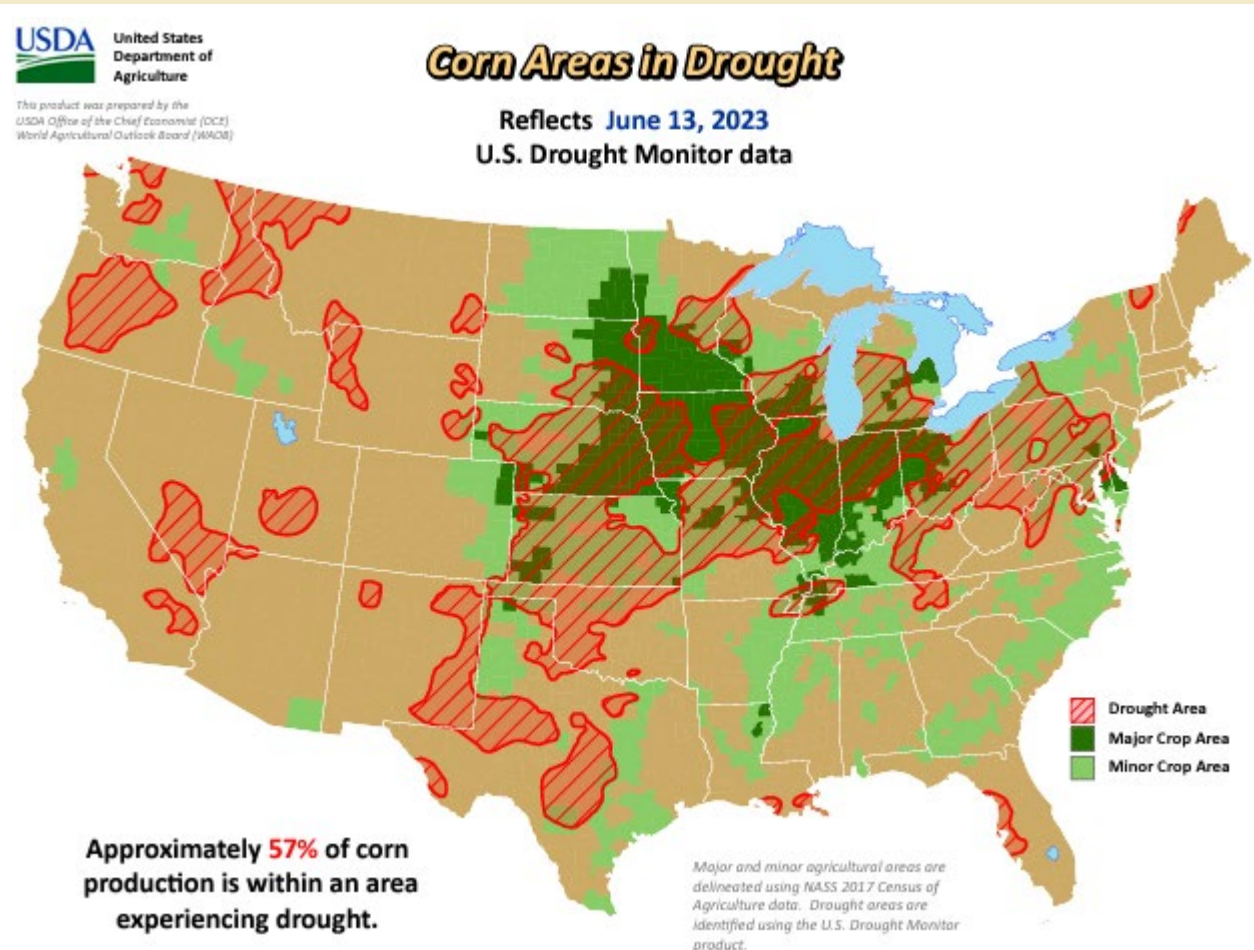 USDA
United States
Department of
Agriculture
This product was prepared by the
USDA Office of the Chief Economist (OCE)
World Agricultural Outlook Board (WAOB)
Corn Areas in Drought
Reflects June 13, 2023
U.S. Drought Monitor data
Drought Area
Major Crop Area
Minor Crop Area
Approximately 57% of corn
production is within an area
experiencing drought.
Major and minor agricultural areas are
delineated using NASS 2017 Census of
Agriculture data. Drought areas are
identified using the U.S. Drought Monitor
product.